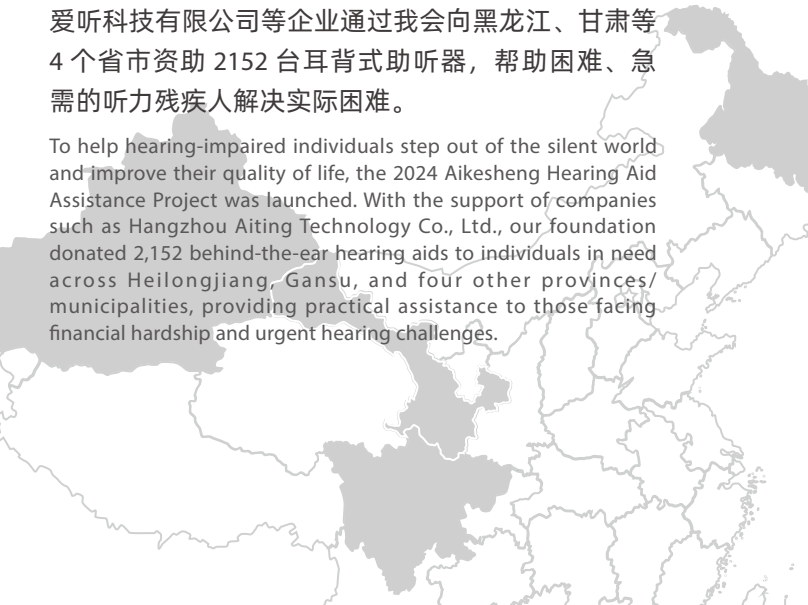 爱听科技有限公司等企业通过我会向黑龙江、甘肃等
4 个省市资助 2152 台耳背式助听器，帮助困难、急
需的听力残疾人解决实际困难。
To help hearing-impaired individuals step out of the silent world
and improve their quality of life, the 2024 Aikesheng Hearing Aid
Assistance Project was launched. With the support of companies
such as Hangzhou Aiting Technology Co., Ltd., our foundation
donated 2,152 behind-the-ear hearing aids to individuals in need
across Heilongjiang, Gansu, and four other provinces/
municipalities, providing practical assistance to those facing
financial hardship and urgent hearing challenges.